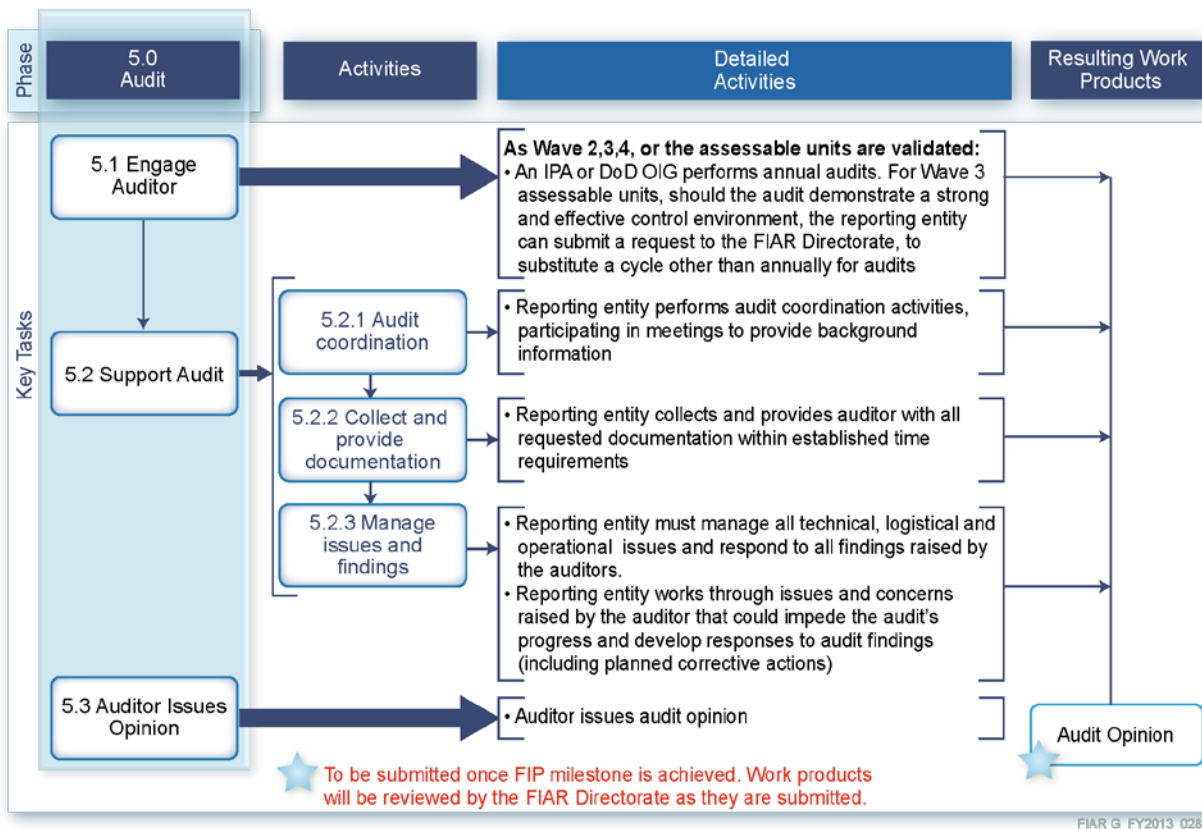 Phase
5.0
Audit
Activities
Detailed
Activities
Resulting Work
Products
Key Tasks
5.1 Engage
Auditor
As Wave 2,3,4, or the assessable units are validated:
• An IPA or DoD OIG performs annual audits. For Wave 3
assessable units, should the audit demonstrate a strong
and effective control environment, the reporting entity
can submit a request to the FIAR Directorate, to
substitute a cycle other than annually for audits
5.2 Support Audit
5.2.1 Audit
coordination
• Reporting entity performs audit coordination activities,
participating in meetings to provide background
information
5.2.2 Collect and
provide
documentation
• Reporting entity collects and provides auditor with all
requested documentation within established time
requirements
5.2.3 Manage
issues and
findings
• Reporting entity must manage all technical, logistical and
operational issues and respond to all findings raised by
the auditors.
• Reporting entity works through issues and concerns
raised by the auditor that could impede the audit's
progress and develop responses to audit findings
(including planned corrective actions)
5.3 Auditor Issues
Opinion
• Auditor issues audit opinion
Audit Opinion
To be submitted once FIP milestone is achieved. Work products
will be reviewed by the FIAR Directorate as they are submitted.
FIAR G_FY2013_028